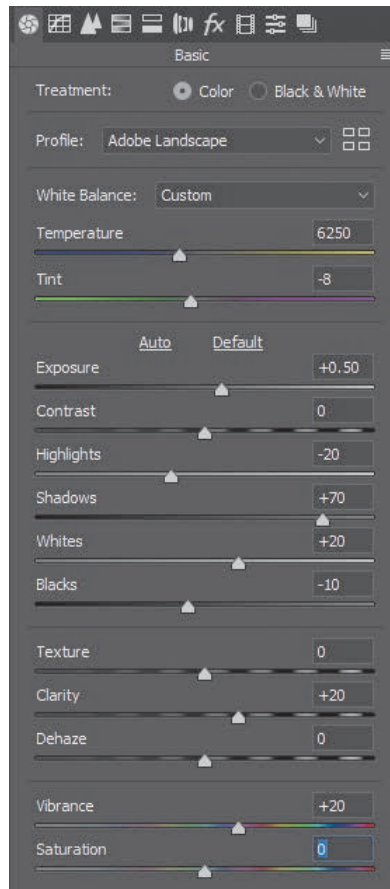 fx
Basic
Treatment: Color Black & White
Profile: Adobe Landscape
White Balance: Custom
Temperature 6250
Tint -8
Auto Default
Exposure +0.50
Contrast 0
Highlights -20
Shadows +70
Whites +20
Blacks -10
Texture 0
Clarity +20
Dehaze 0
Vibrance +20
Saturation 0